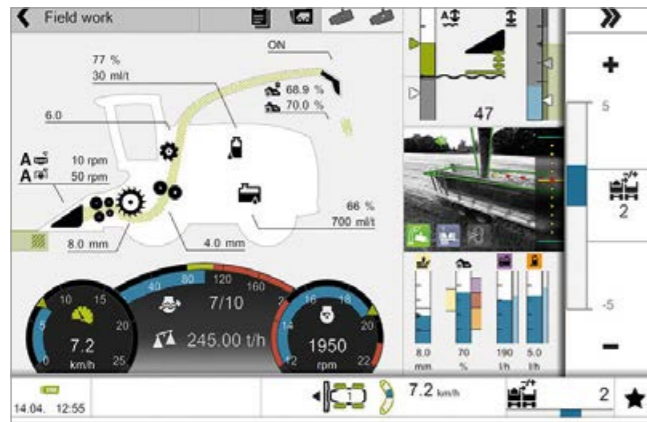 Field work
77 %
30 ml/t
ON
68.9 %
70.0 %
6.0
A 10 rpm
A 50 rpm
8.0 mm
4.0 mm
66 %
700 ml/t
A
47
+
5
2
-5
−
10 15
5 20
0 25
7.2
km/h
40 80 120 160
7/10
245.00 t/h
16 18
14 20
12 22
1950
rpm
8.0 70 190 5.0
mm % l/h l/h
14.04. 12:55
1
7.2 km/h
-/+
2